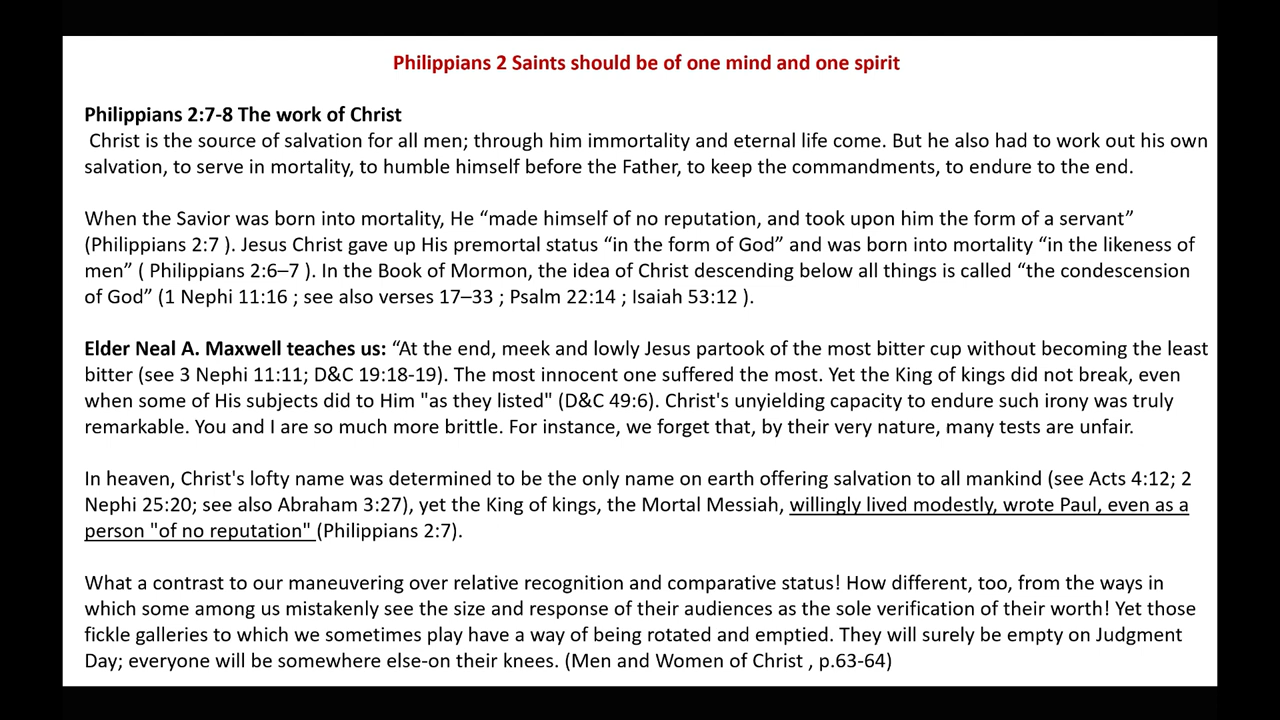 Philippians 2 Saints should be of one mind and one spirit
Philippians 2:7-8 The work of Christ
Christ is the source of salvation for all men; through him immortality and eternal life come. But he also had to work out his own
salvation, to serve in mortality, to humble himself before the Father, to keep the commandments, to endure to the end.
When the Savior was born into mortality, He “made himself of no reputation, and took upon him the form of a servant”
(Philippians 2:7 ). Jesus Christ gave up His premortal status “in the form of God” and was born into mortality “in the likeness of
men” ( Philippians 2:6–7 ). In the Book of Mormon, the idea of Christ descending below all things is called “the condescension
of God” (1 Nephi 11:16 ; see also verses 17–33 ; Psalm 22:14 ; Isaiah 53:12 ).
Elder Neal A. Maxwell teaches us: “At the end, meek and lowly Jesus partook of the most bitter cup without becoming the least
bitter (see 3 Nephi 11:11; D&C 19:18-19). The most innocent one suffered the most. Yet the King of kings did not break, even
when some of His subjects did to Him "as they listed" (D&C 49:6). Christ's unyielding capacity to endure such irony was truly
remarkable. You and I are so much more brittle. For instance, we forget that, by their very nature, many tests are unfair.
In heaven, Christ's lofty name was determined to be the only name on earth offering salvation to all mankind (see Acts 4:12; 2
Nephi 25:20; see also Abraham 3:27), yet the King of kings, the Mortal Messiah, willingly lived modestly, wrote Paul, even as a
person "of no reputation" (Philippians 2:7).
What a contrast to our maneuvering over relative recognition and comparative status! How different, too, from the ways in
which some among us mistakenly see the size and response of their audiences as the sole verification of their worth! Yet those
fickle galleries to which we sometimes play have a way of being rotated and emptied. They will surely be empty on Judgment
Day; everyone will be somewhere else-on their knees. (Men and Women of Christ , p.63-64)